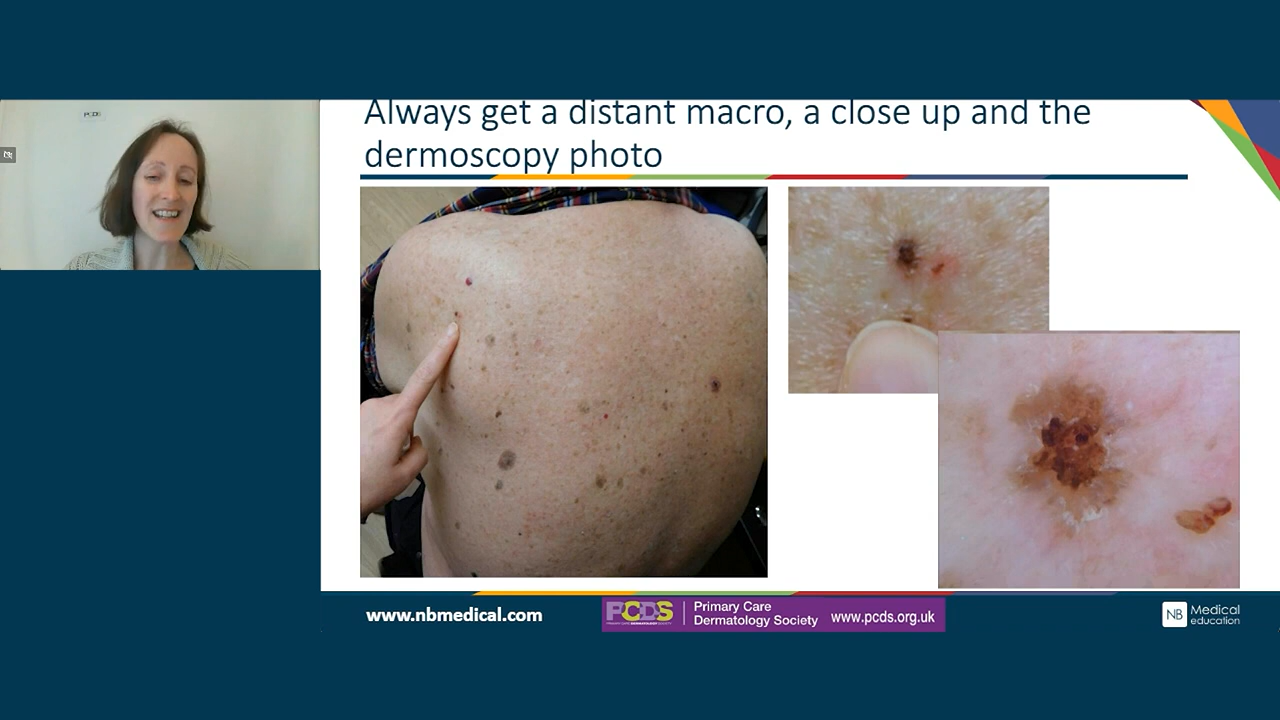 Always get a distant macro, a close up and the
dermoscopy photo
PCDS
www.nbmedical.com
PCDS
Primary Care
Dermatology Society
www.pcds.org.uk
NB
Medical
education